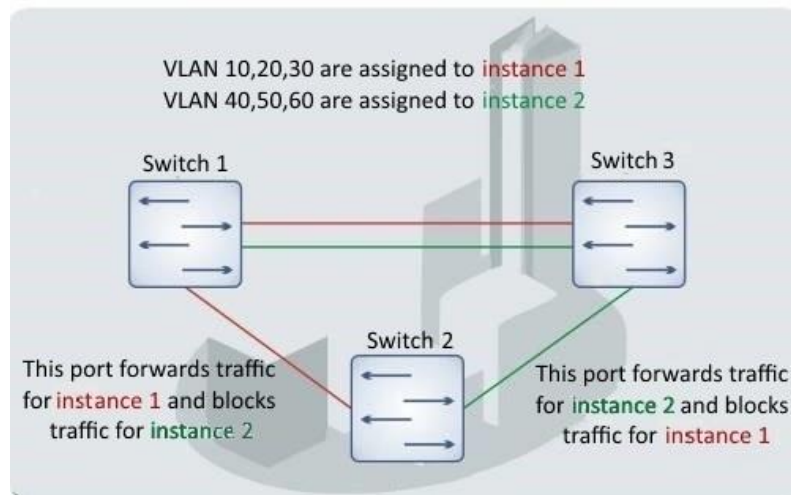 VLAN 10,20,30 are assigned to instance 1
VLAN 40,50,60 are assigned to instance 2
Switch 1
Switch 3
Switch 2
This port forwards traffic
for instance 1 and blocks
traffic for instance 2
This port forwards traffic
for instance 2 and blocks
traffic for instance 1